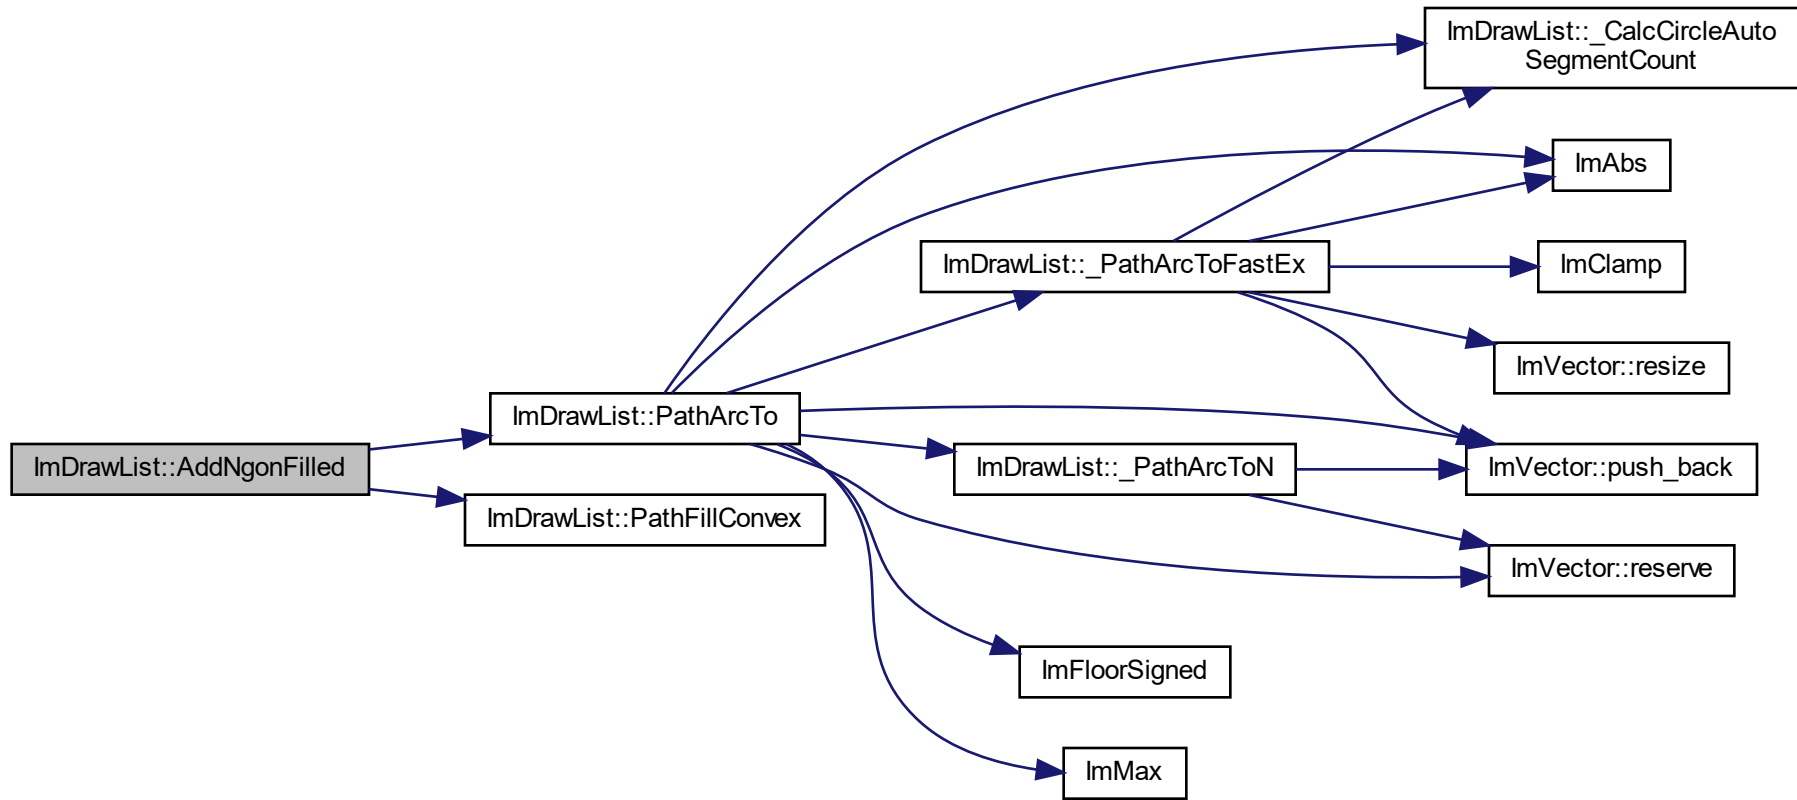 ImDrawList::_CalcCircleAuto
SegmentCount
ImAbs
ImDrawList::_PathArcToFastEx
ImClamp
ImVector::resize
ImDrawList::PathArcTo
ImDrawList::AddNgonFilled
ImDrawList::_PathArcToN
ImVector::push_back
ImDrawList::PathFillConvex
ImVector::reserve
ImFloorSigned
ImMax